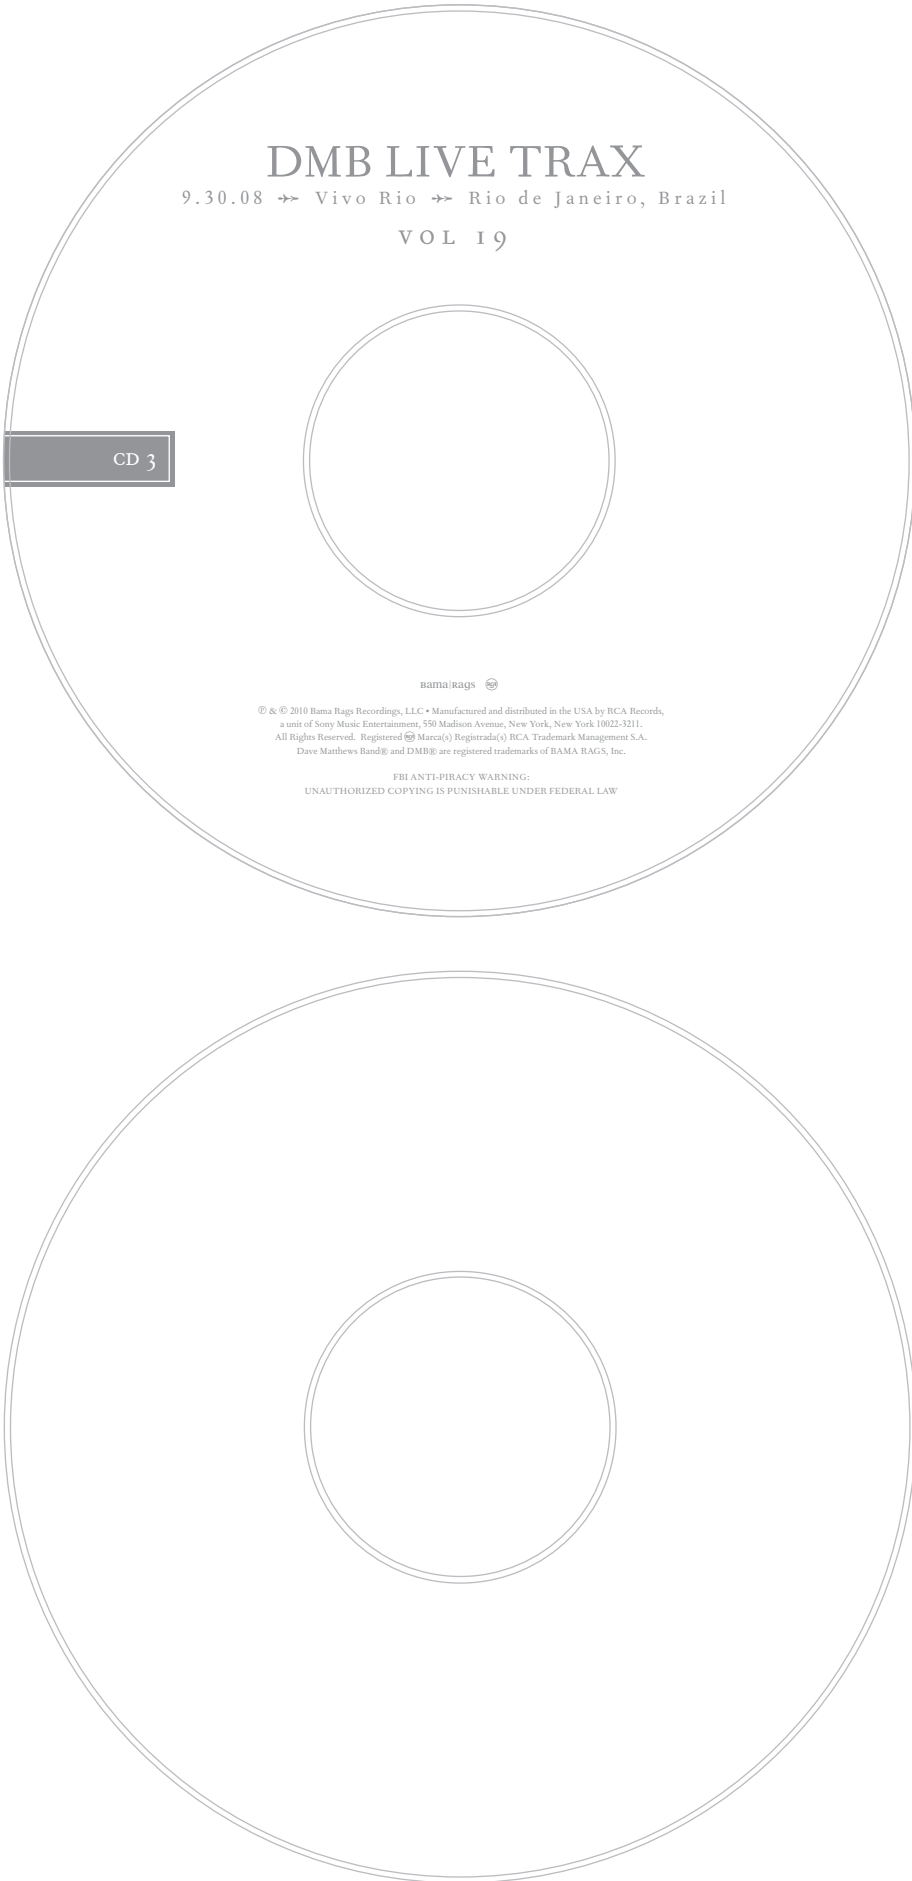 DMB LIVE TRAX
9.30.08 ➳ Vivo Rio ➳ Rio de Janeiro, Brazil
VOL 19
CD 3
Bama|Rags RCA
℗ & © 2010 Bama Rags Recordings, LLC • Manufactured and distributed in the USA by RCA Records,
a unit of Sony Music Entertainment, 550 Madison Avenue, New York, New York 10022-3211.
All Rights Reserved. Registered RCA Marca(s) Registrada(s) RCA Trademark Management S.A.
Dave Matthews Band® and DMB® are registered trademarks of BAMA RAGS, Inc.
FBI ANTI-PIRACY WARNING:
UNAUTHORIZED COPYING IS PUNISHABLE UNDER FEDERAL LAW